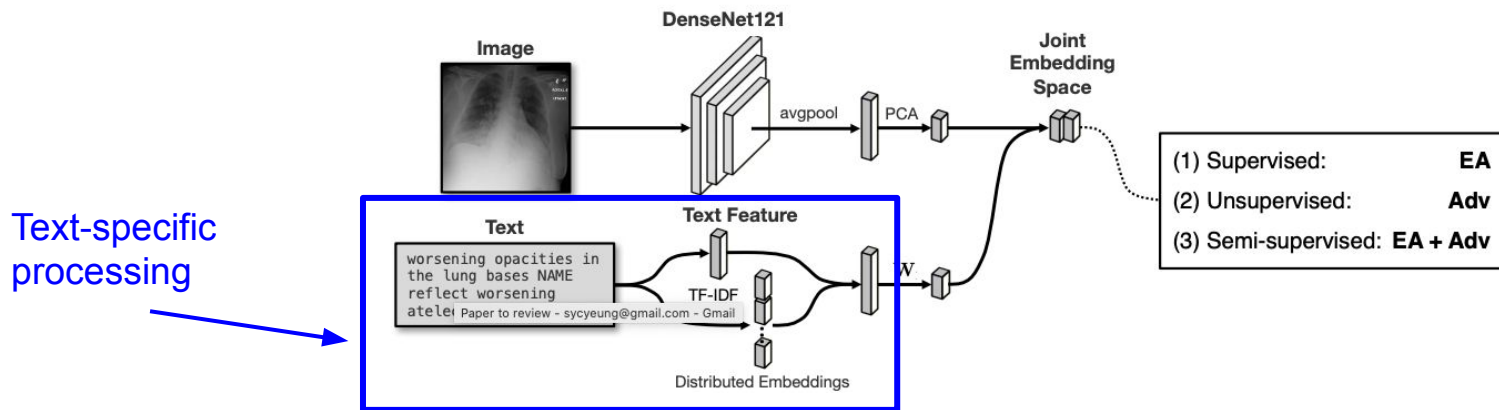 DenseNet121
Image
avgpool
PCA
Joint
Embedding
Space
(1) Supervised: EA
(2) Unsupervised: Adv
(3) Semi-supervised: EA + Adv
Text-specific
processing
Text
Text Feature
worsening opacities in
the lung bases NAME
reflect worsening
atelec
Paper to review - sycyeung@gmail.com - Gmail
TF-IDF
W
Distributed Embeddings